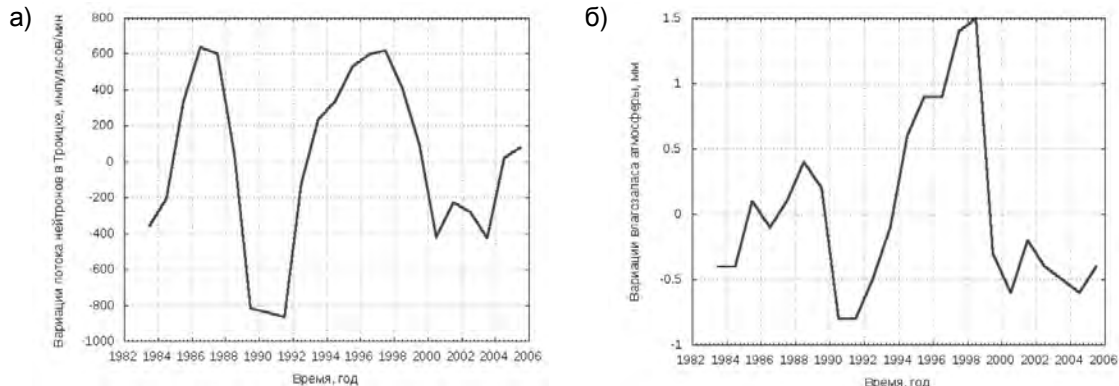 а)
Вариации потока нейтронов в Троицке, импульсов/мин
800
600
400
200
0
-200
-400
-600
-800
-1000
1982 1984 1986 1988 1990 1992 1994 1996 1998 2000 2002 2004 2006
Время, год
б)
Вариации влагозапаса атмосферы, мм
1.5
1
0.5
0
-0.5
-1
1982 1984 1986 1988 1990 1992 1994 1996 1998 2000 2002 2004 2006
Время, год